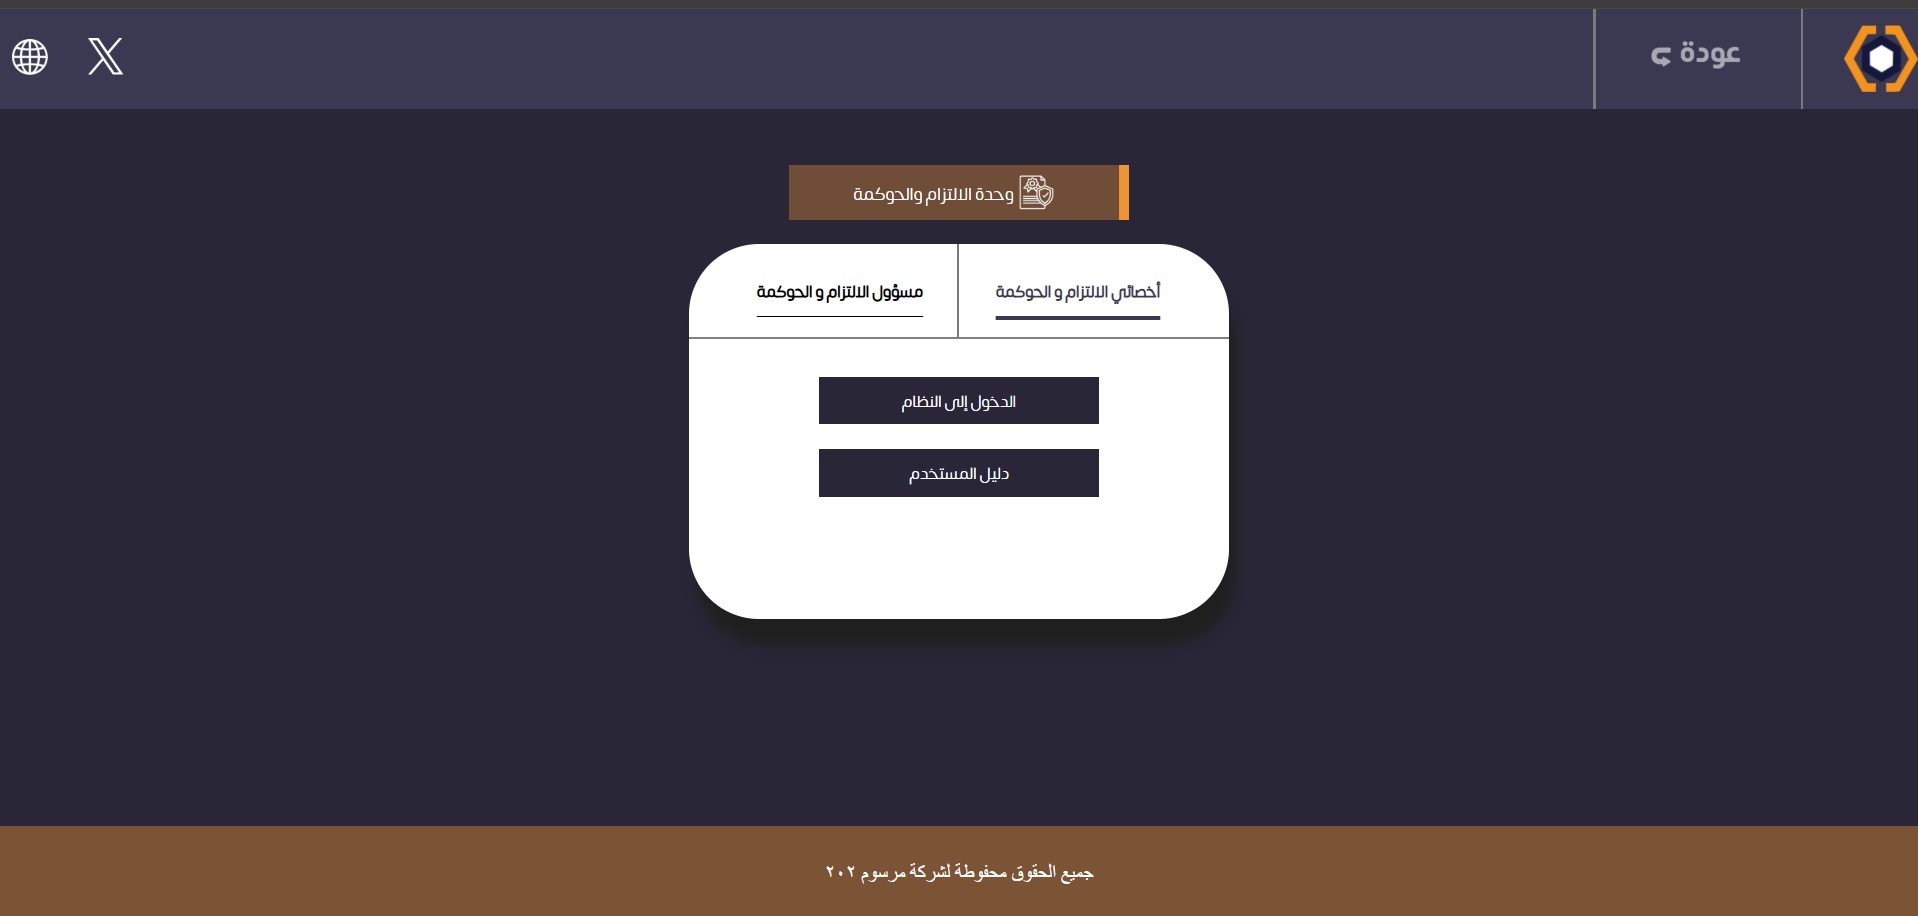 عودة
وحدة الالتزام والحوكمة
أخصائي الالتزام و الحوكمة
مسؤول الالتزام و الحوكمة
الدخول إلى النظام
دليل المستخدم
جميع الحقوق محفوطة لشركة مرسوم ٢٠٢